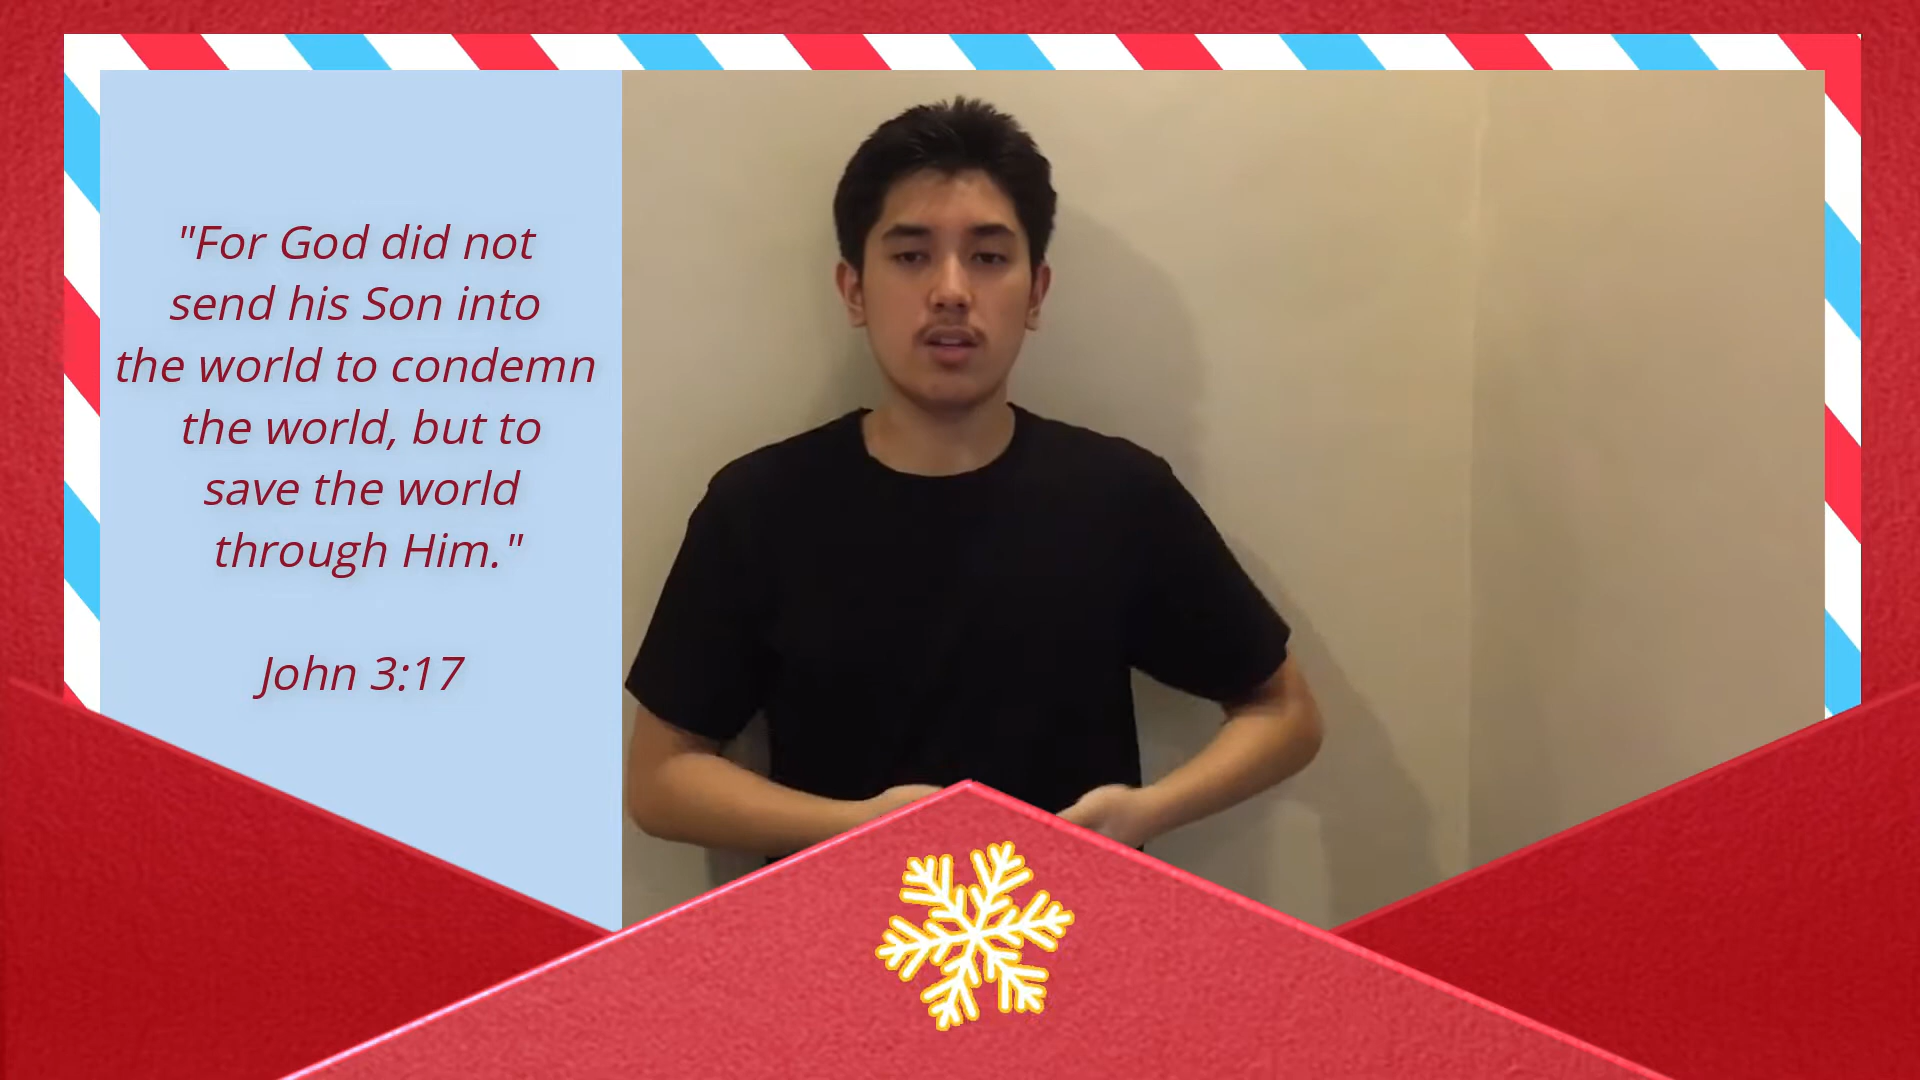 "For God did not
send his Son into
the world to condemn
the world, but to
save the world
through Him."
John 3:17